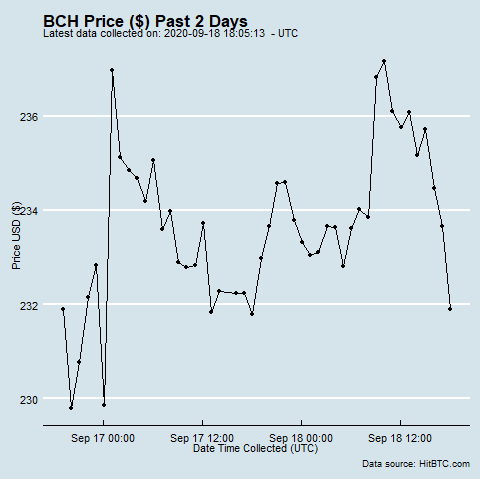 BCH Price ($) Past 2 Days
Latest data collected on: 2020-09-18 18:05:13 - UTC
236
234
232
230
Price USD ($)
Sep 17 00:00 Sep 17 12:00 Sep 18 00:00 Sep 18 12:00
Date Time Collected (UTC)
Data source: HitBTC.com